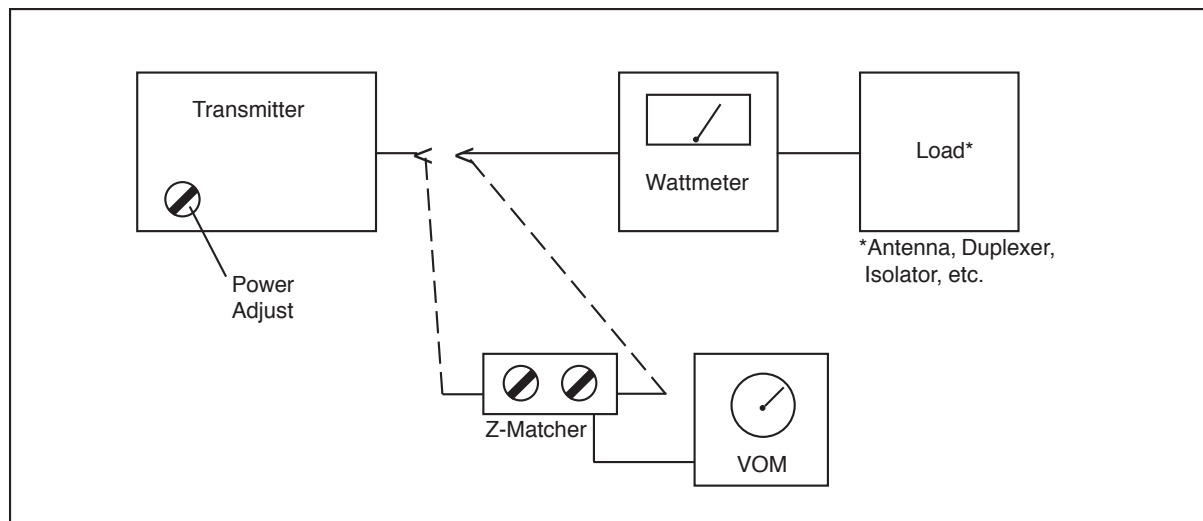 Transmitter
Power
Adjust
Wattmeter
Load*
*Antenna, Duplexer,
Isolator, etc.
Z-Matcher
VOM